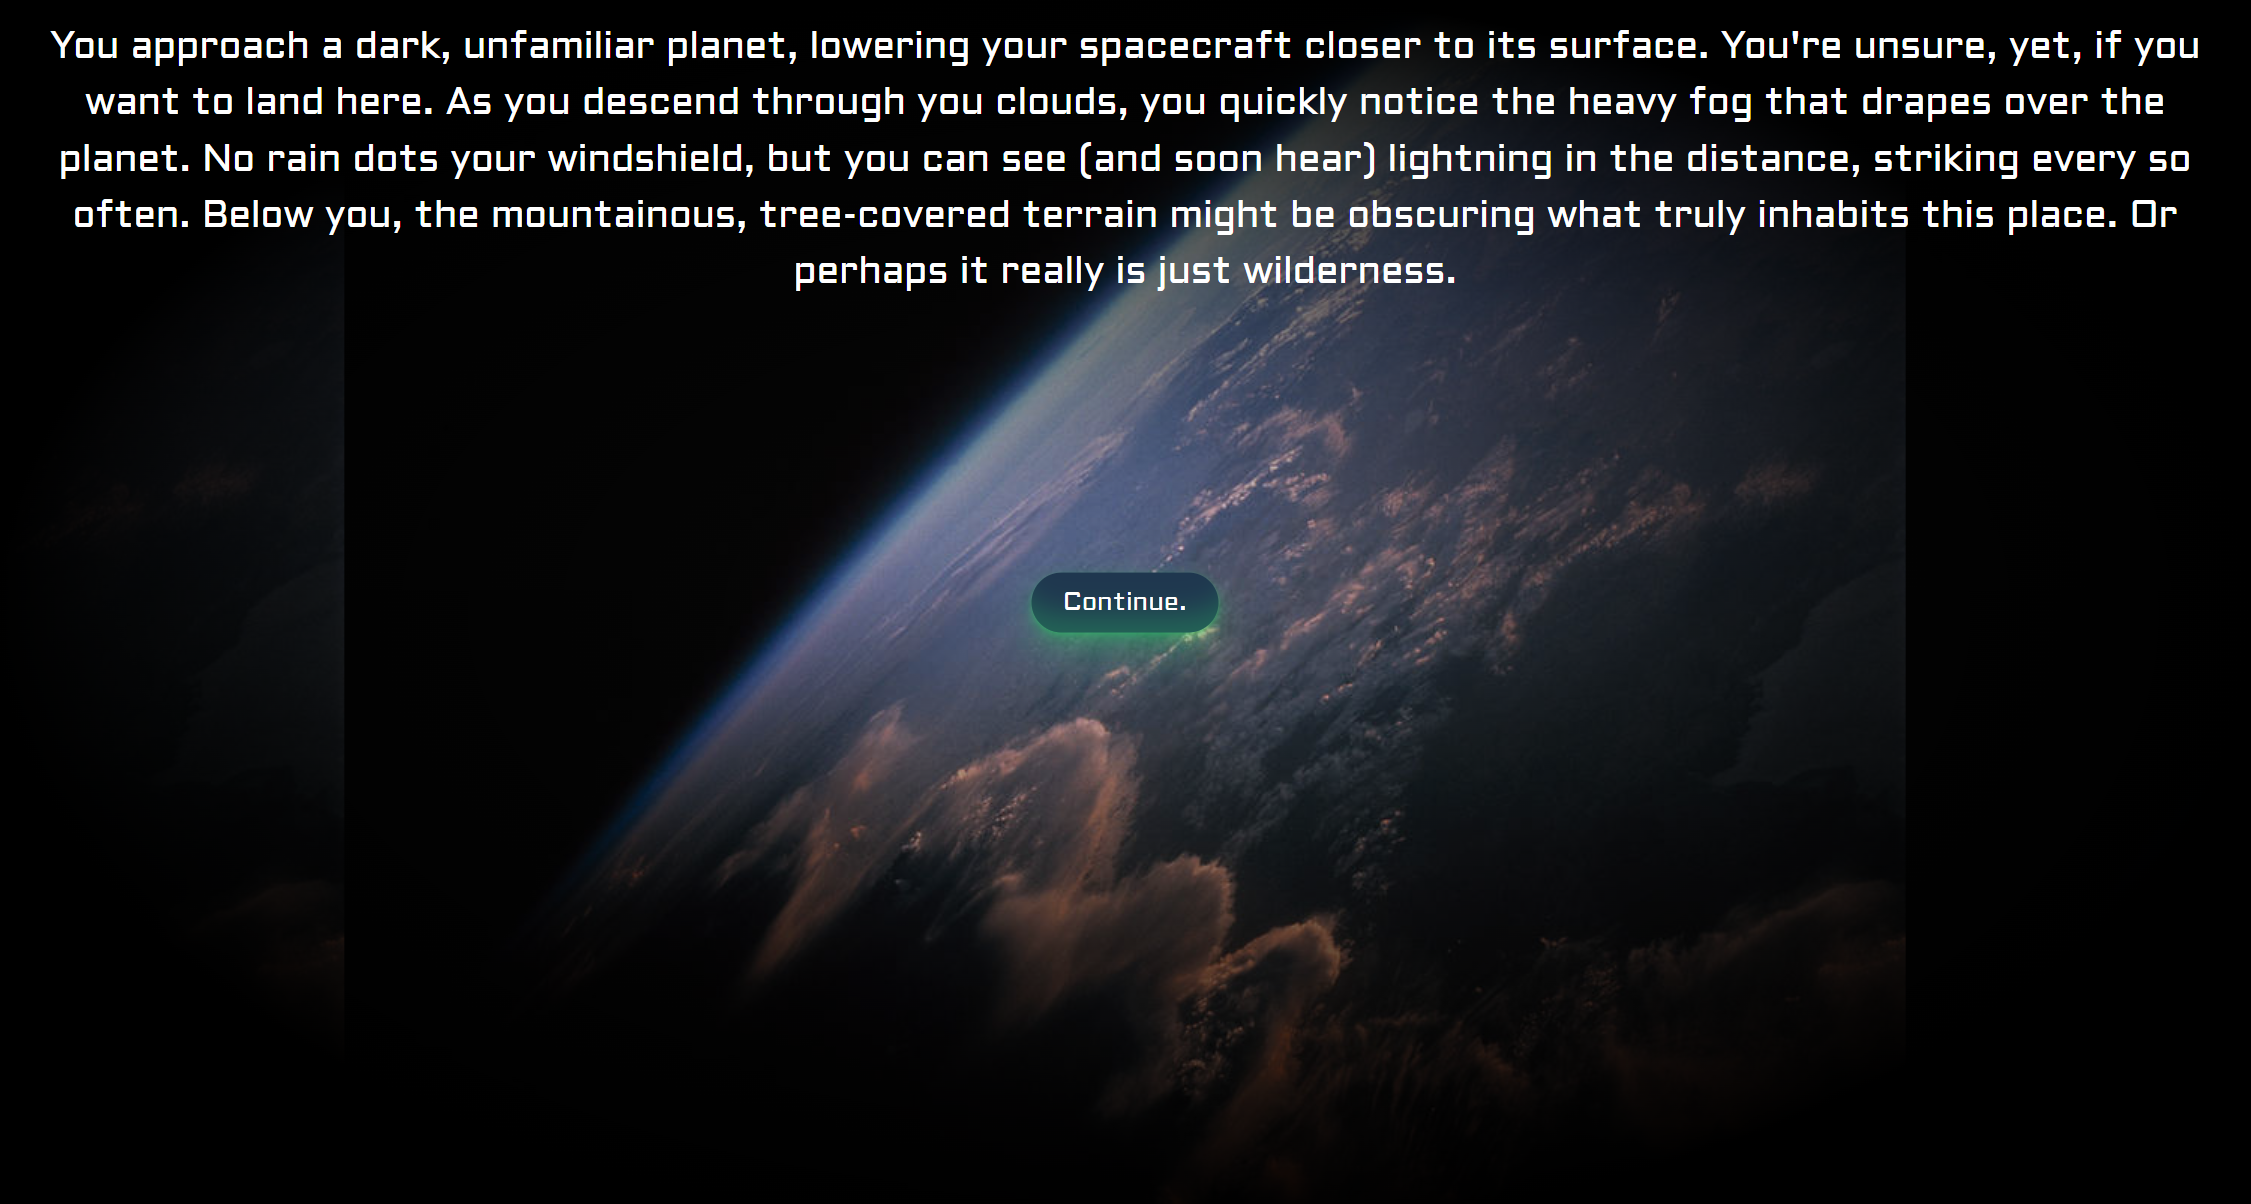 You approach a dark, unfamiliar planet, lowering your spacecraft closer to its surface. You're unsure, yet, if you
want to land here. As you descend through you clouds, you quickly notice the heavy fog that drapes over the
planet. No rain dots your windshield, but you can see (and soon hear) lightning in the distance, striking every so
often. Below you, the mountainous, tree-covered terrain might be obscuring what truly inhabits this place. Or
perhaps it really is just wilderness.
Continue.